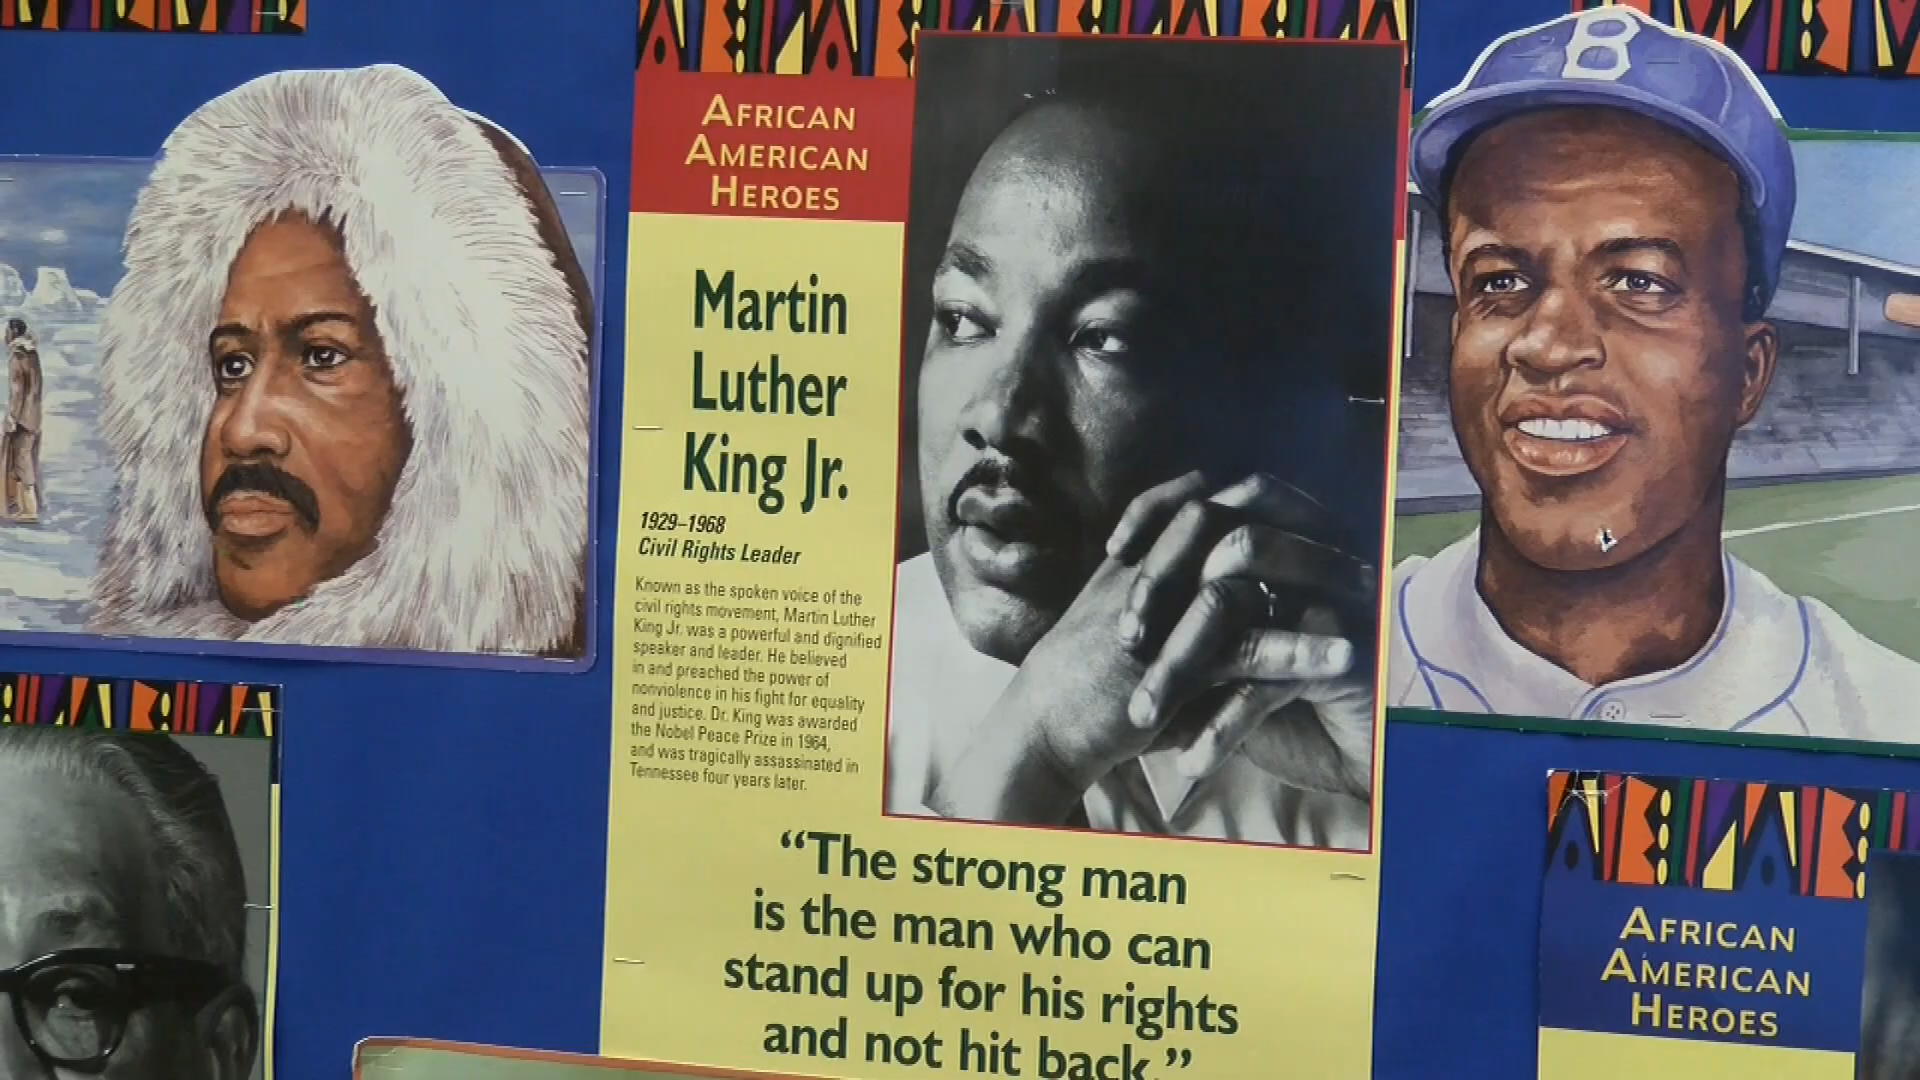 AFRICAN
AMERICAN
HEROES
Martin
Luther
King Jr.
1929–1968
Civil Rights Leader
Known as the spoken voice of the
civil rights movement, Martin Luther
King Jr. was a powerful and dignified
speaker and leader. He believed
in and preached the power of
nonviolence in his fight for equality
and justice. Dr. King was awarded
the Nobel Peace Prize in 1964,
and was tragically assassinated in
Tennessee four years later.
“The strong man
is the man who can
stand up for his rights
and not hit back.”
B
AFRICAN
AMERICAN
HEROES